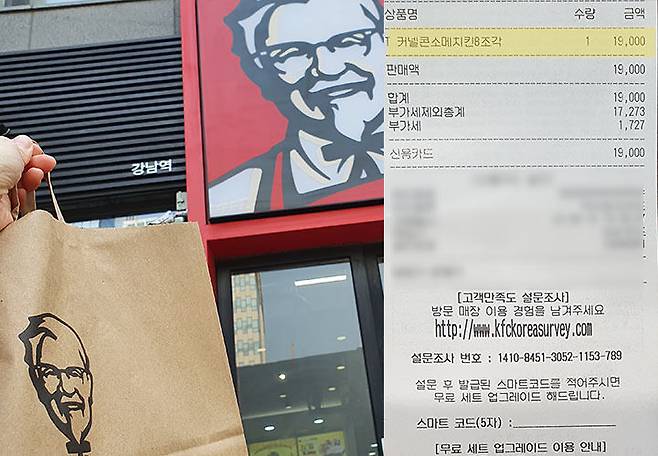 강남역
상품명 수량 금액
T 커넬콘소메치킨8조각 1 19,000
판매액 19,000
합계 19,000
부가세제외총계 17,273
부가세 1,727
신용카드 19,000
[고객만족도 설문조사]
방문 매장 이용 경험을 남겨주세요
http://www.kfckoreasurvey.com
설문조사 번호 : 1410-8451-3052-1153-789
설문 후 발급된 스마트코드를 적어주시면
무료 세트 업그레이드 해드립니다.
스마트 코드(5자) :
[무료 세트 업그레이드 이용 안내]